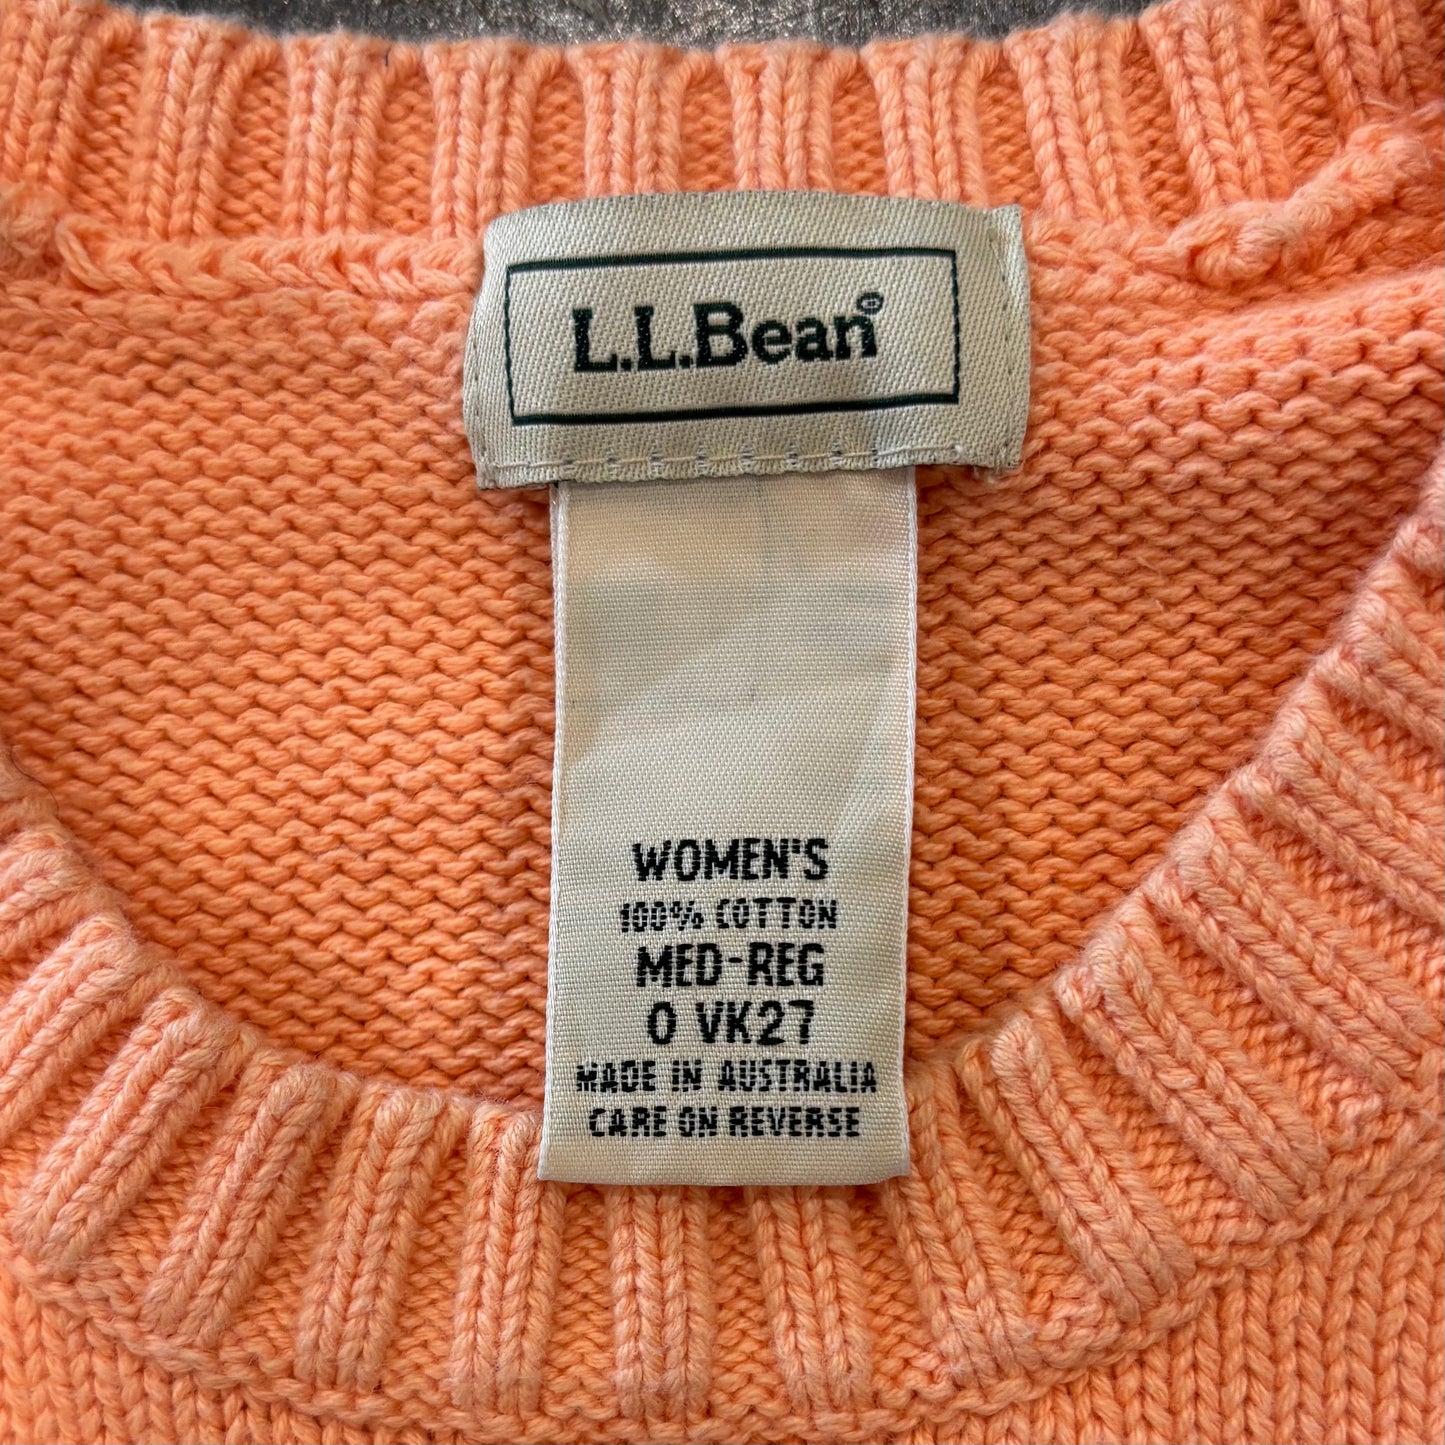 L.L.Bean®
WOMEN'S
100% COTTON
MED-REG
0 VK27
MADE IN AUSTRALIA
CARE ON REVERSE